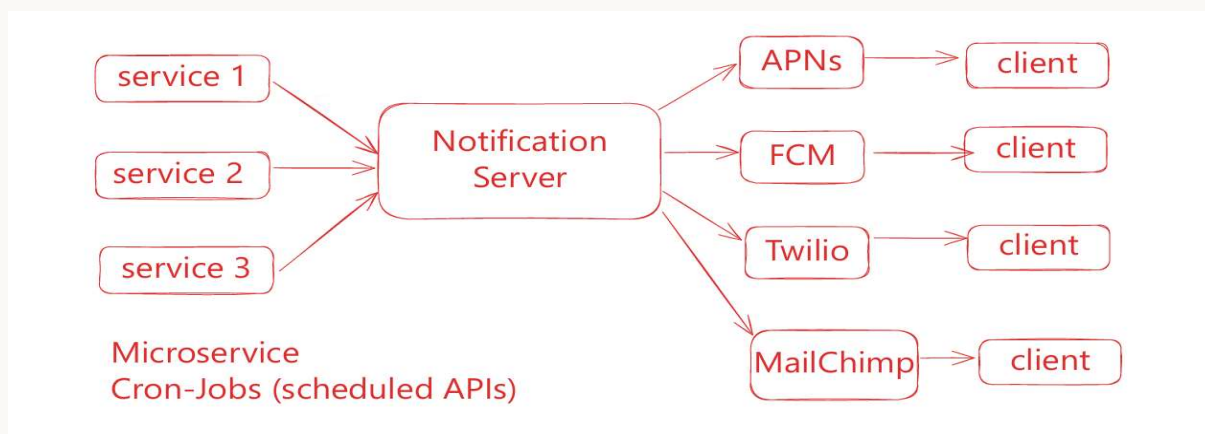 service 1
service 2
service 3
Notification
Server
APNs
client
FCM
client
Twilio
client
MailChimp
client
Microservice
Cron-Jobs (scheduled APIs)